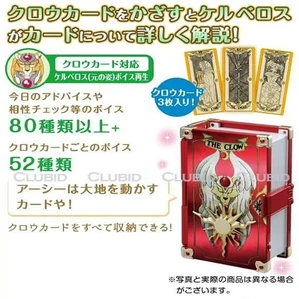 クロウカードをかざすとケルベロス
がカードについて詳しく解説！
クロウカード対応
ケルベロス(元の姿)ボイス再生
クロウカード
3枚入り！
今日のアドバイスや
相性チェック等のボイス
80種類以上+
クロウカードごとのボイス
52種類
CLUBID CLUBID CLUBID
アーシーは大地を動かす
カードや！
THE CLOW
クロウカードをすべて収納できる！
※写真と実際の商品は異なる場合
がございます。